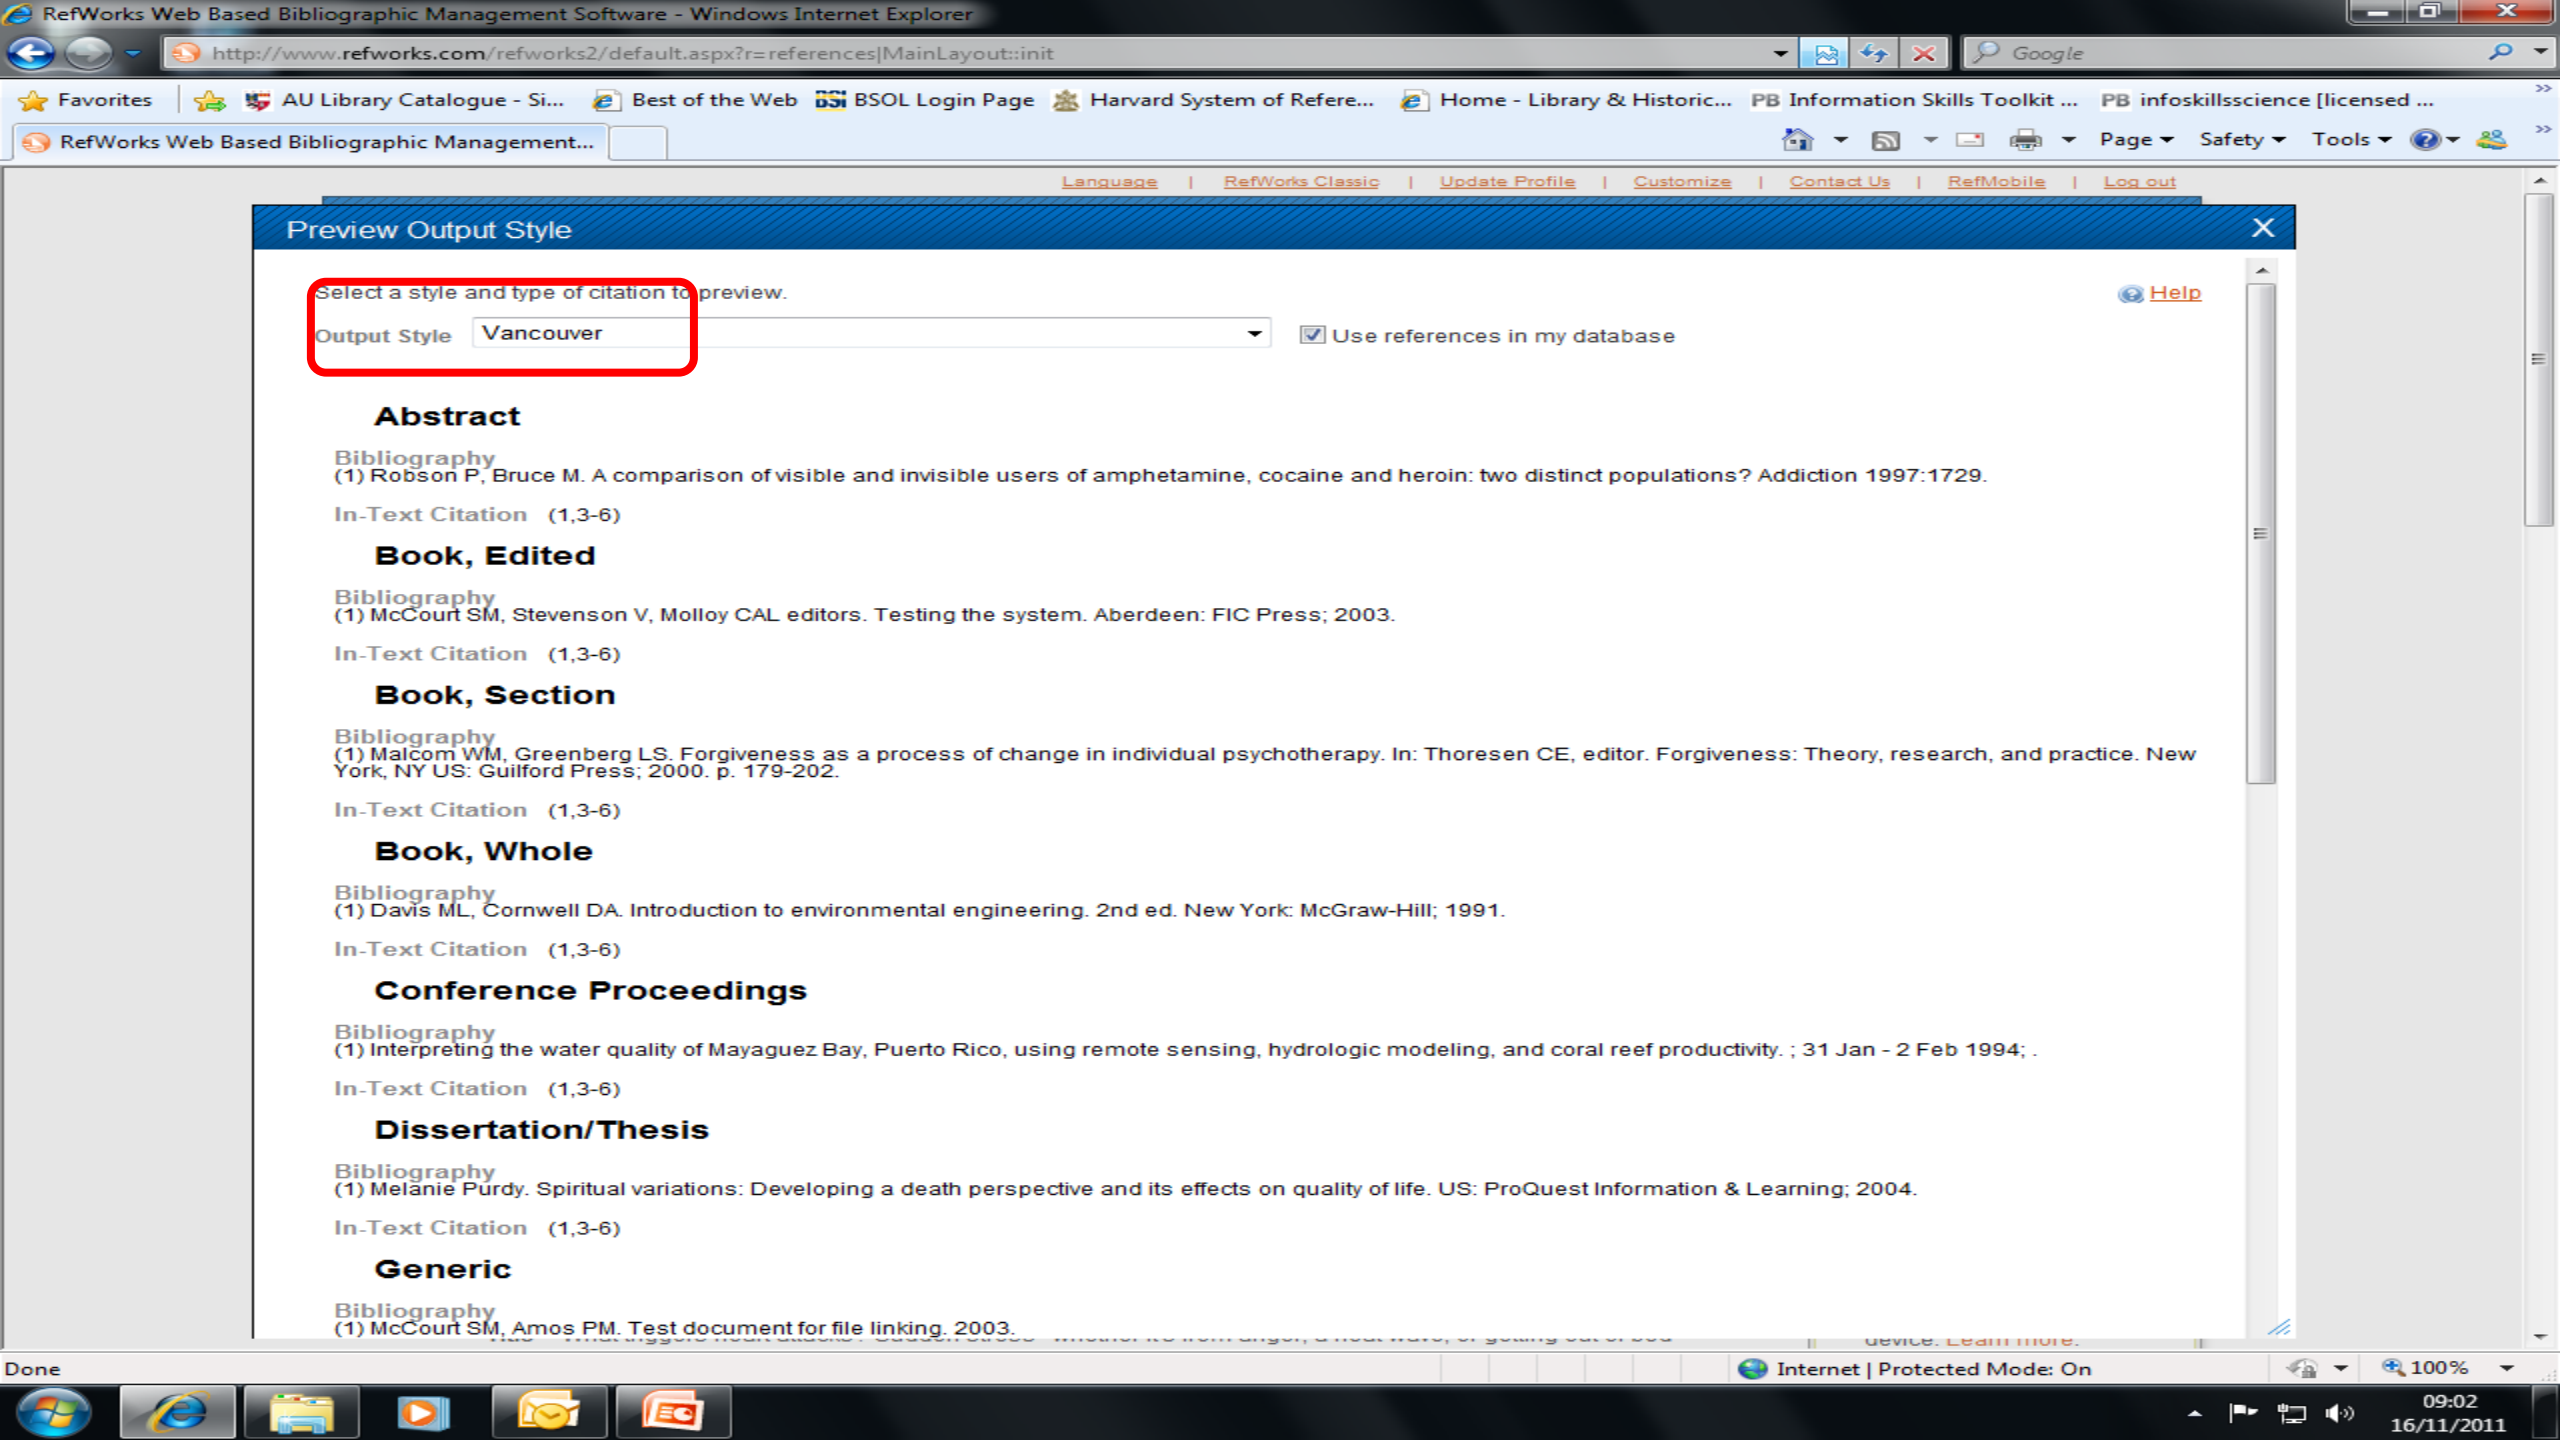 RefWorks Web Based Bibliographic Management Software - Windows Internet Explorer
http://www.refworks.com/refworks2/default.aspx?r=references|MainLayout::init
Google
Favorites
AU Library Catalogue - Si...
Best of the Web
BSi BSOL Login Page
Harvard System of Refere...
Home - Library & Historic...
PB Information Skills Toolkit ...
PB infoskillsscience [licensed ...
RefWorks Web Based Bibliographic Management...
Page
Safety
Tools
Language | RefWorks Classic | Update Profile | Customize | Contact Us | RefMobile | Log out
Preview Output Style X
Select a style and type of citation to preview.
Help
Output Style Vancouver
Use references in my database
Abstract
Bibliography
(1) Robson P, Bruce M. A comparison of visible and invisible users of amphetamine, cocaine and heroin: two distinct populations? Addiction 1997:1729.
In-Text Citation (1,3-6)
Book, Edited
Bibliography
(1) McCourt SM, Stevenson V, Molloy CAL editors. Testing the system. Aberdeen: FIC Press; 2003.
In-Text Citation (1,3-6)
Book, Section
Bibliography
(1) Malcom WM, Greenberg LS. Forgiveness as a process of change in individual psychotherapy. In: Thoresen CE, editor. Forgiveness: Theory, research, and practice. New
York, NY US: Guilford Press; 2000. p. 179-202.
In-Text Citation (1,3-6)
Book, Whole
Bibliography
(1) Davis ML, Cornwell DA. Introduction to environmental engineering. 2nd ed. New York: McGraw-Hill; 1991.
In-Text Citation (1,3-6)
Conference Proceedings
Bibliography
(1) Interpreting the water quality of Mayaguez Bay, Puerto Rico, using remote sensing, hydrologic modeling, and coral reef productivity. ; 31 Jan - 2 Feb 1994; .
In-Text Citation (1,3-6)
Dissertation/Thesis
Bibliography
(1) Melanie Purdy. Spiritual variations: Developing a death perspective and its effects on quality of life. US: ProQuest Information & Learning; 2004.
In-Text Citation (1,3-6)
Generic
Bibliography
(1) McCourt SM, Amos PM. Test document for file linking. 2003.
device. Learn more.
Done
Internet | Protected Mode: On
100%
09:02
16/11/2011